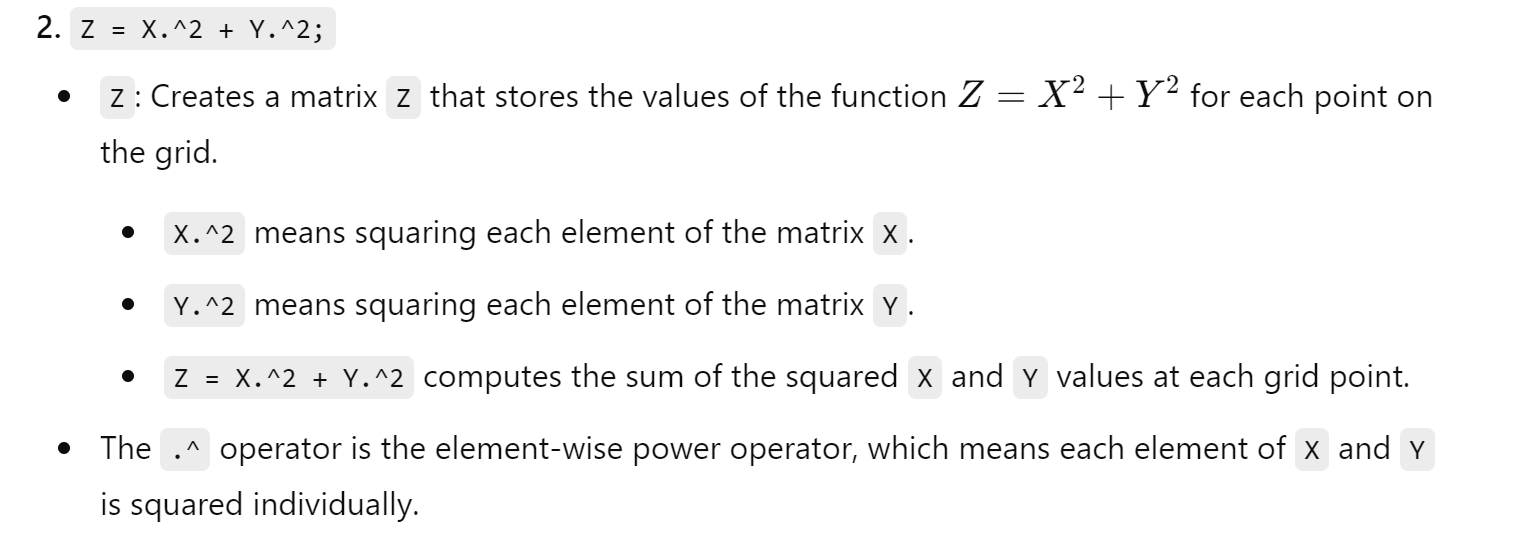 2. Z = X.^2 + Y.^2;
• Z : Creates a matrix Z that stores the values of the function Z = X² + Y² for each point on
the grid.
• X.^2 means squaring each element of the matrix X .
• Y.^2 means squaring each element of the matrix Y .
• Z = X.^2 + Y.^2 computes the sum of the squared X and Y values at each grid point.
• The .^ operator is the element-wise power operator, which means each element of X and Y
is squared individually.